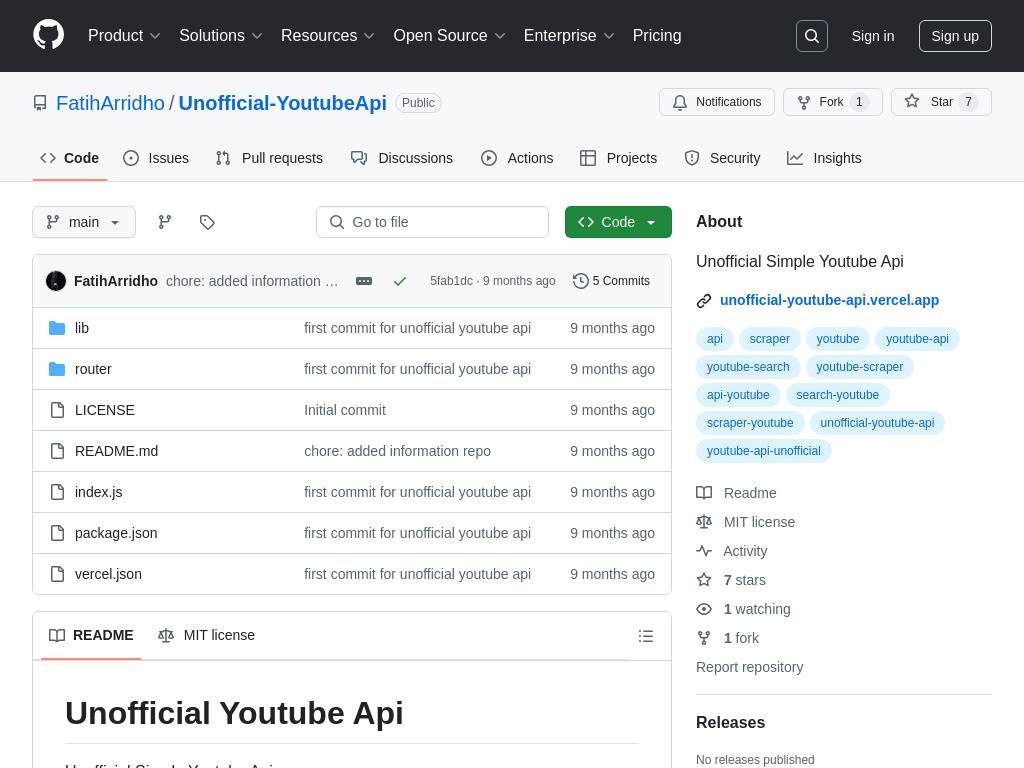 Product Solutions Resources Open Source Enterprise Pricing Sign in Sign up
FatihArridho / Unofficial-YoutubeApi Public Notifications Fork 1 Star 7
Code Issues Pull requests Discussions Actions Projects Security Insights
main Go to file Code
FatihArridho chore: added information … 5fab1dc · 9 months ago 5 Commits
lib first commit for unofficial youtube api 9 months ago
router first commit for unofficial youtube api 9 months ago
LICENSE Initial commit 9 months ago
README.md chore: added information repo 9 months ago
index.js first commit for unofficial youtube api 9 months ago
package.json first commit for unofficial youtube api 9 months ago
vercel.json first commit for unofficial youtube api 9 months ago
README MIT license
Unofficial Youtube Api
Unofficial Simple Youtube Api
About
Unofficial Simple Youtube Api
unofficial-youtube-api.vercel.app
api scraper youtube youtube-api
youtube-search youtube-scraper
api-youtube search-youtube
scraper-youtube unofficial-youtube-api
youtube-api-unofficial
Readme
MIT license
Activity
7 stars
1 watching
1 fork
Report repository
Releases
No releases published